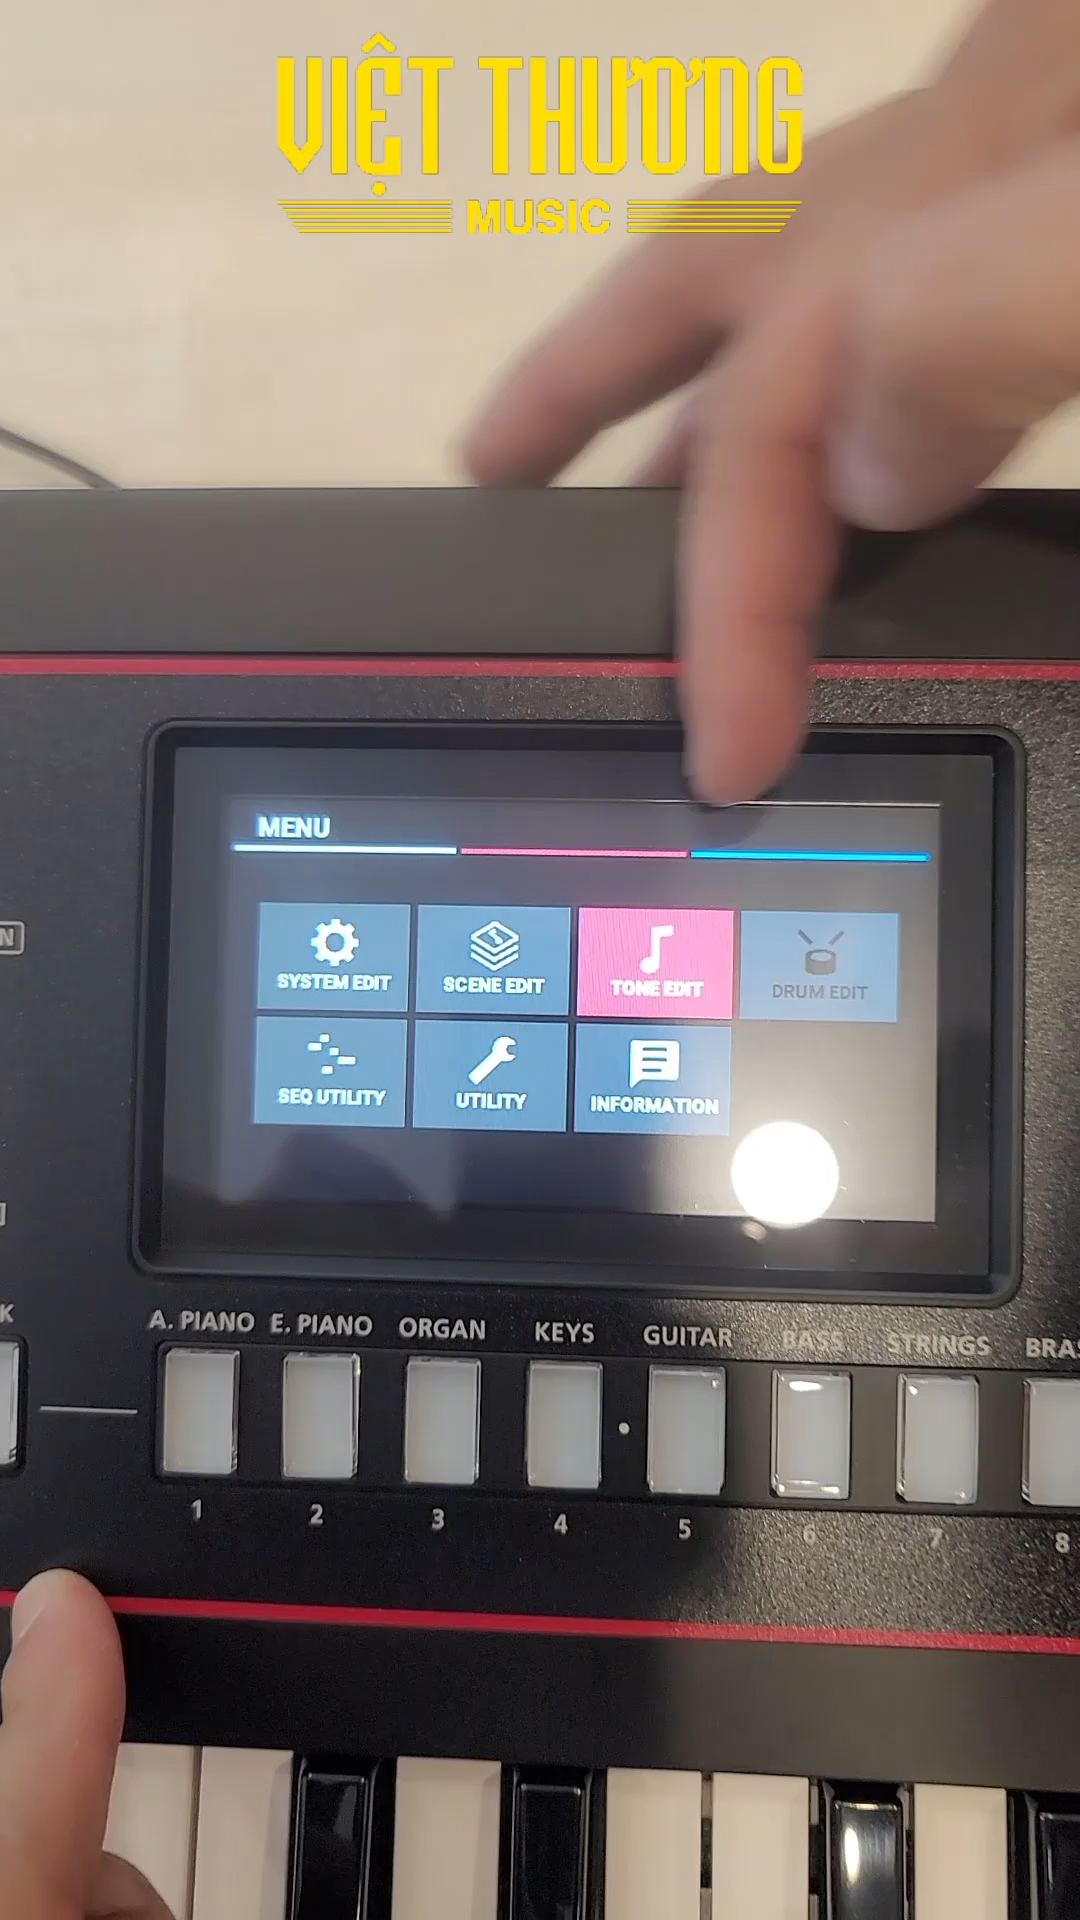 VIỆT THƯƠNG
MUSIC
MENU
SYSTEM EDIT
SCENE EDIT
TONE EDIT
DRUM EDIT
SEQ UTILITY
UTILITY
INFORMATION
N
K
A. PIANO E. PIANO ORGAN KEYS GUITAR BASS STRINGS BRAS
1 2 3 4 5 6 7 8